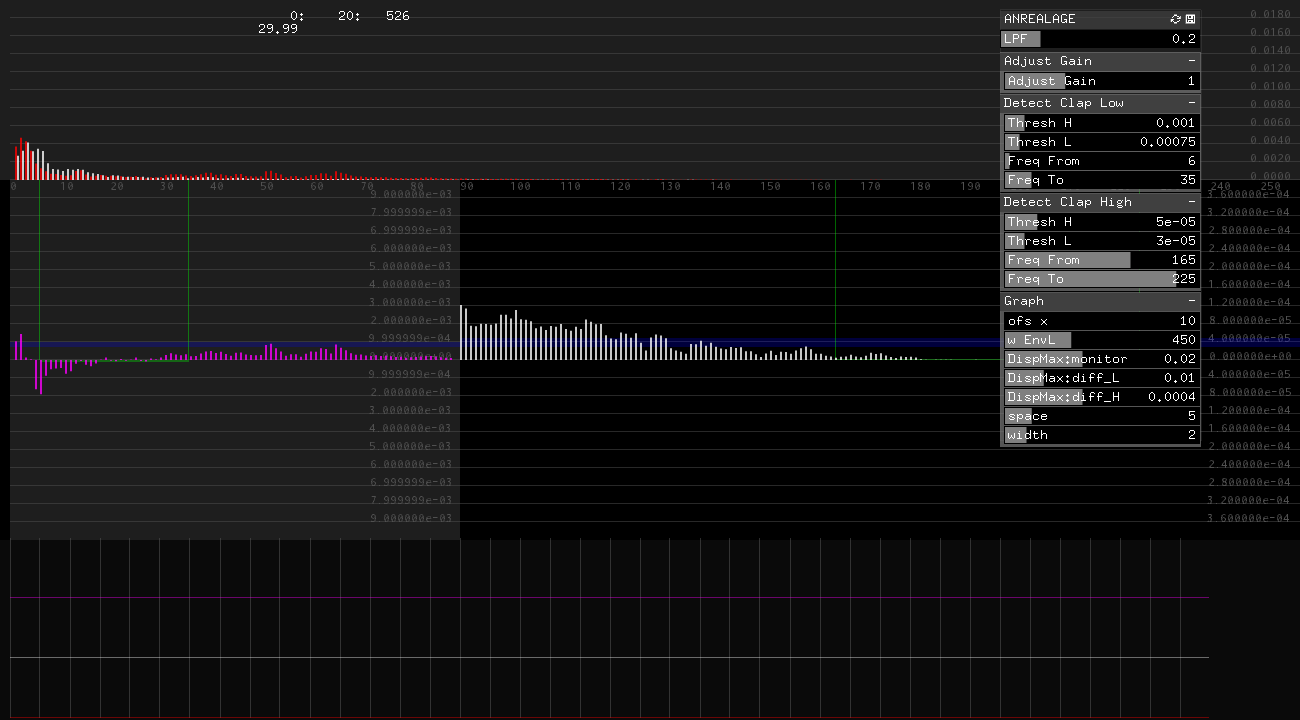 0: 20: 526
29.99
ANREALAGE
LPF 0.2
Adjust Gain -
Adjust Gain 1
Detect Clap Low -
Thresh H 0.001
Thresh L 0.00075
Freq From 6
Freq To 35
Detect Clap High -
Thresh H 5e-05
Thresh L 3e-05
Freq From 165
Freq To 225
Graph -
ofs x 10
w EnvL 450
DispMax:monitor 0.02
DispMax:diff_L 0.01
DispMax:diff_H 0.0004
space 5
width 2
0.0180
0.0160
0.0140
0.0120
0.0100
0.0080
0.0060
0.0040
0.0020
0.0000
0 10 20 30 40 50 60 70 80 90 100 110 120 130 140 150 160 170 180 190 240 250
9.000000e-03
7.999999e-03
6.999999e-03
6.000000e-03
5.000000e-03
4.000000e-03
3.000000e-03
2.000000e-03
9.999999e-04
0.000000e+00
9.999999e-04
2.000000e-03
3.000000e-03
4.000000e-03
5.000000e-03
6.000000e-03
6.999999e-03
7.999999e-03
9.000000e-03
3.600000e-04
3.200000e-04
2.800000e-04
2.400000e-04
2.000000e-04
1.600000e-04
1.200000e-04
8.000000e-05
4.000000e-05
0.000000e+00
4.000000e-05
8.000000e-05
1.200000e-04
1.600000e-04
2.000000e-04
2.400000e-04
2.800000e-04
3.200000e-04
3.600000e-04